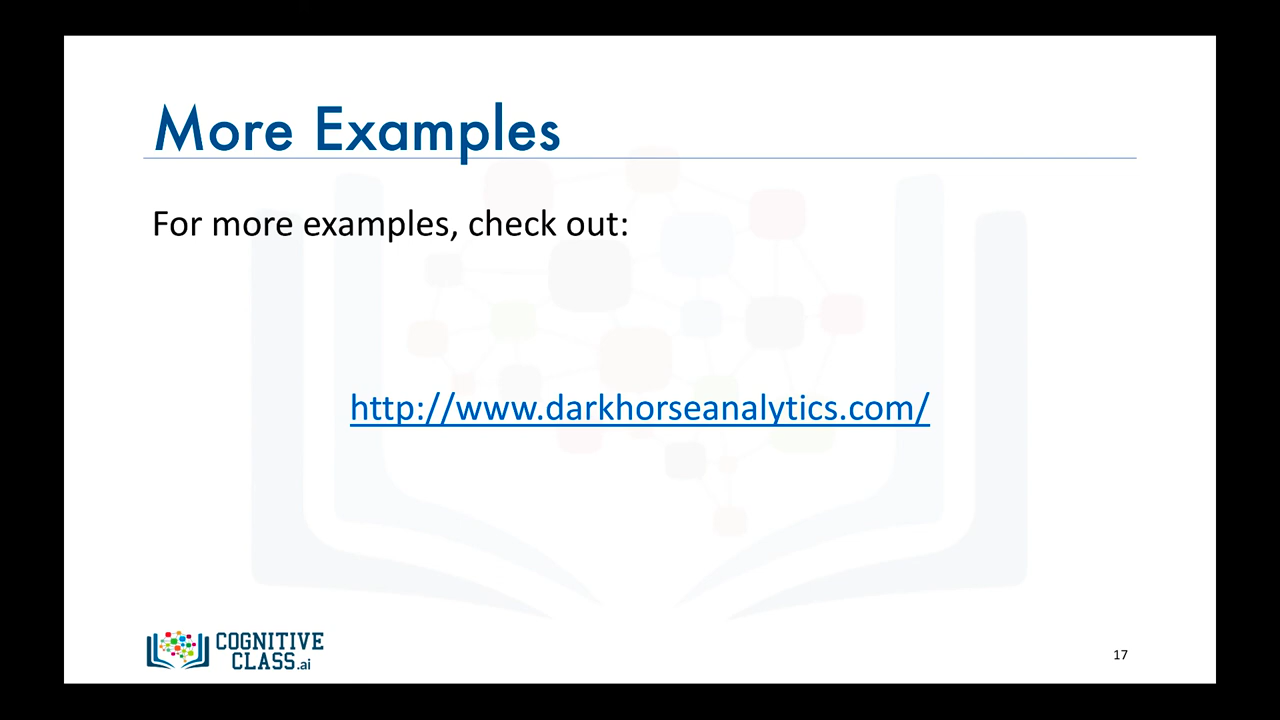 More Examples
For more examples, check out:
http://www.darkhorseanalytics.com/
COGNITIVE
CLASS.ai
17